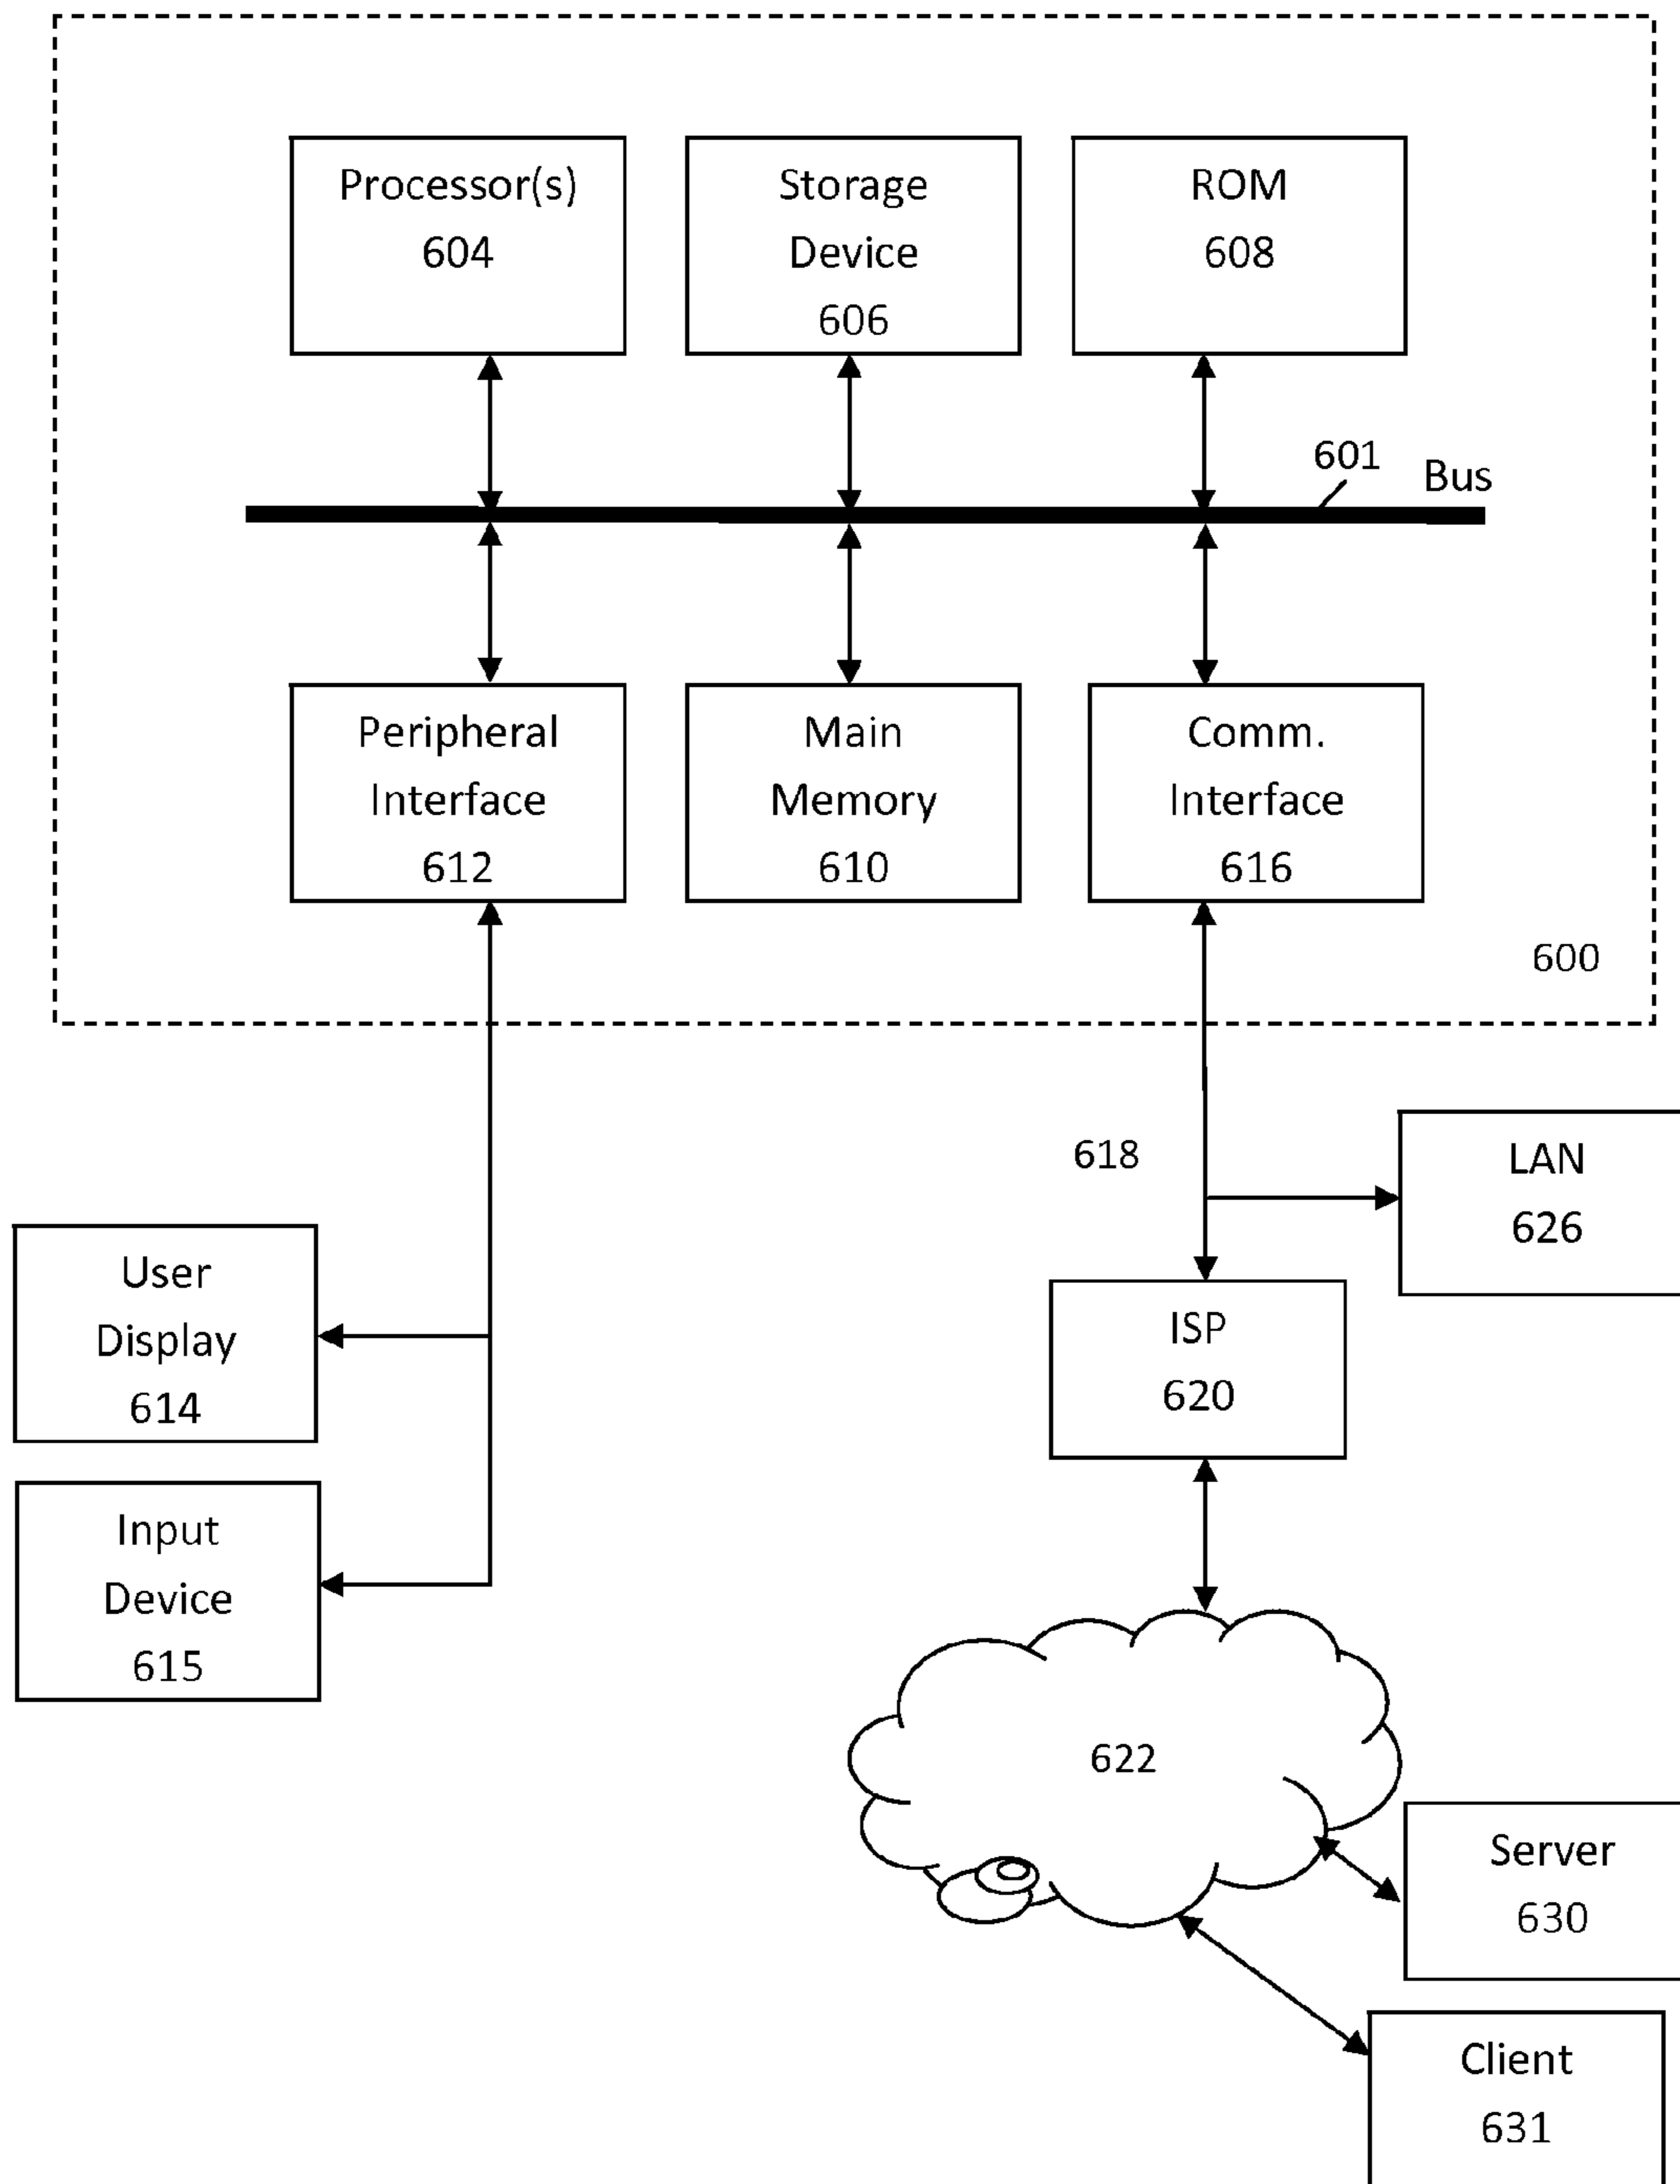 Processor(s)
604
Storage
Device
606
ROM
608
601
Bus
Peripheral
Interface
612
Main
Memory
610
Comm.
Interface
616
600
618
LAN
626
User
Display
614
ISP
620
Input
Device
615
622
Server
630
Client
631